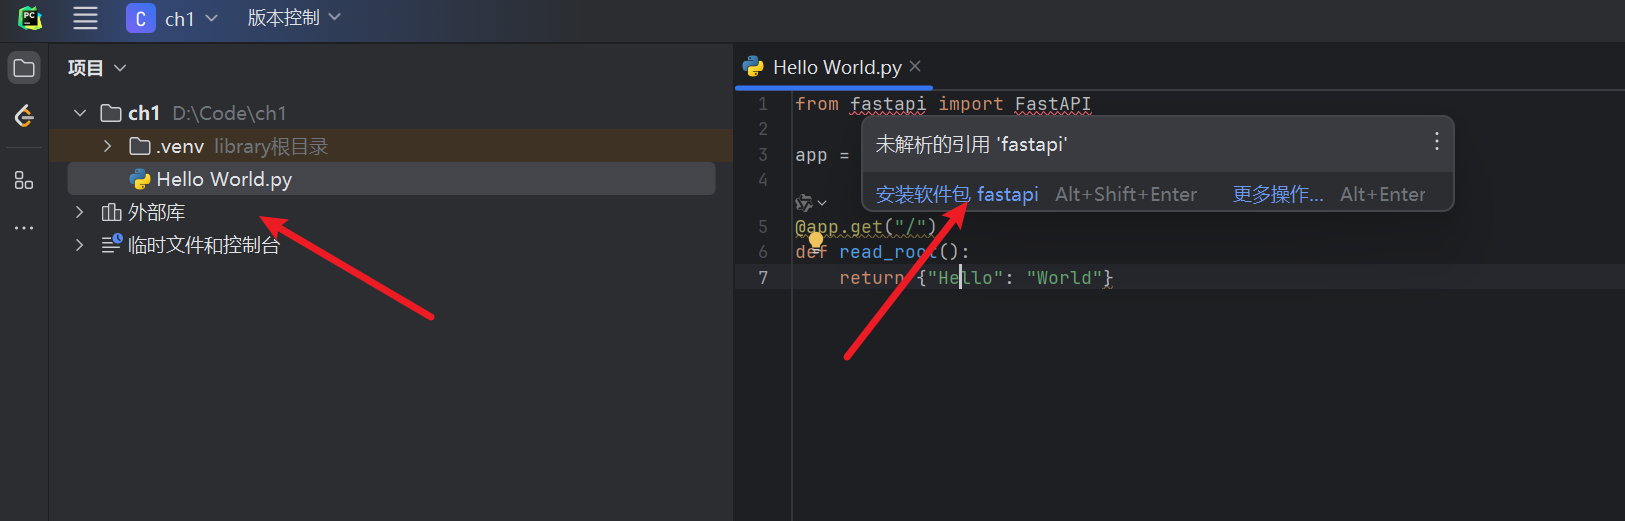 PC
C ch1 版本控制
项目
ch1 D:\Code\ch1
.venv library根目录
Hello World.py
外部库
临时文件和控制台
Hello World.py
1 from fastapi import FastAPI
2
未解析的引用 'fastapi'
3 app =
4
安装软件包 fastapi Alt+Shift+Enter 更多操作... Alt+Enter
5 @app.get("/")
6 def read_root():
7 return {"Hello": "World"}